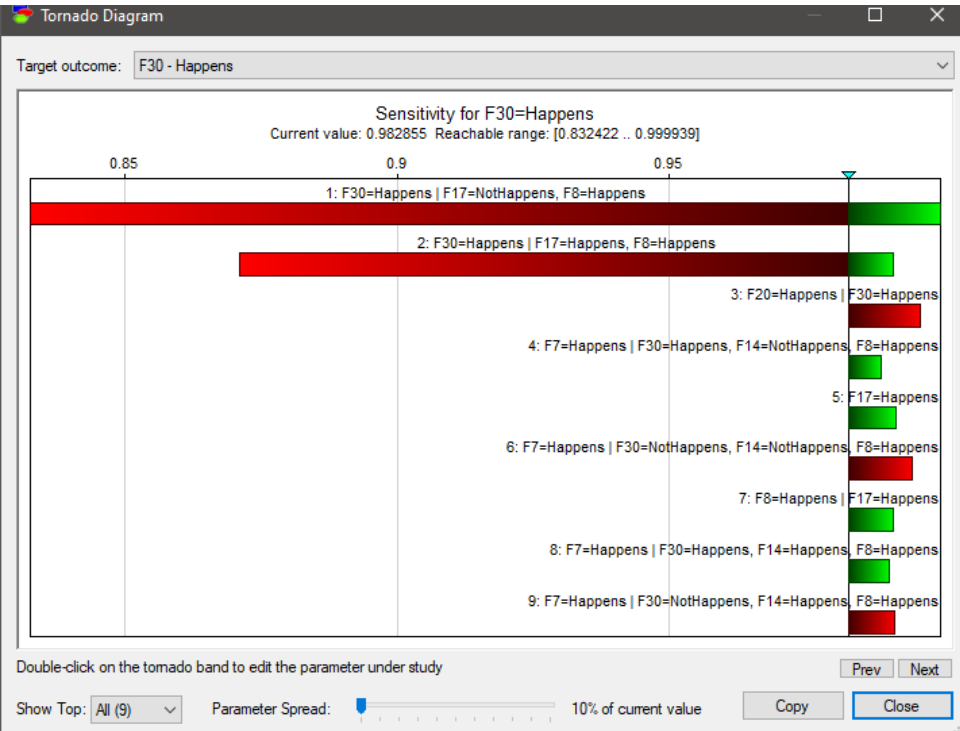 Tornado Diagram
Target outcome: F30 - Happens
Sensitivity for F30=Happens
Current value: 0.982855 Reachable range: [0.832422 .. 0.999939]
0.85 0.9 0.95
1: F30=Happens | F17=NotHappens, F8=Happens
2: F30=Happens | F17=Happens, F8=Happens
3: F20=Happens | F30=Happens
4: F7=Happens | F30=Happens, F14=NotHappens, F8=Happens
5: F17=Happens
6: F7=Happens | F30=NotHappens, F14=NotHappens, F8=Happens
7: F8=Happens | F17=Happens
8: F7=Happens | F30=Happens, F14=Happens, F8=Happens
9: F7=Happens | F30=NotHappens, F14=Happens, F8=Happens
Double-click on the tornado band to edit the parameter under study
Prev Next
Show Top: All (9) Parameter Spread: 10% of current value Copy Close